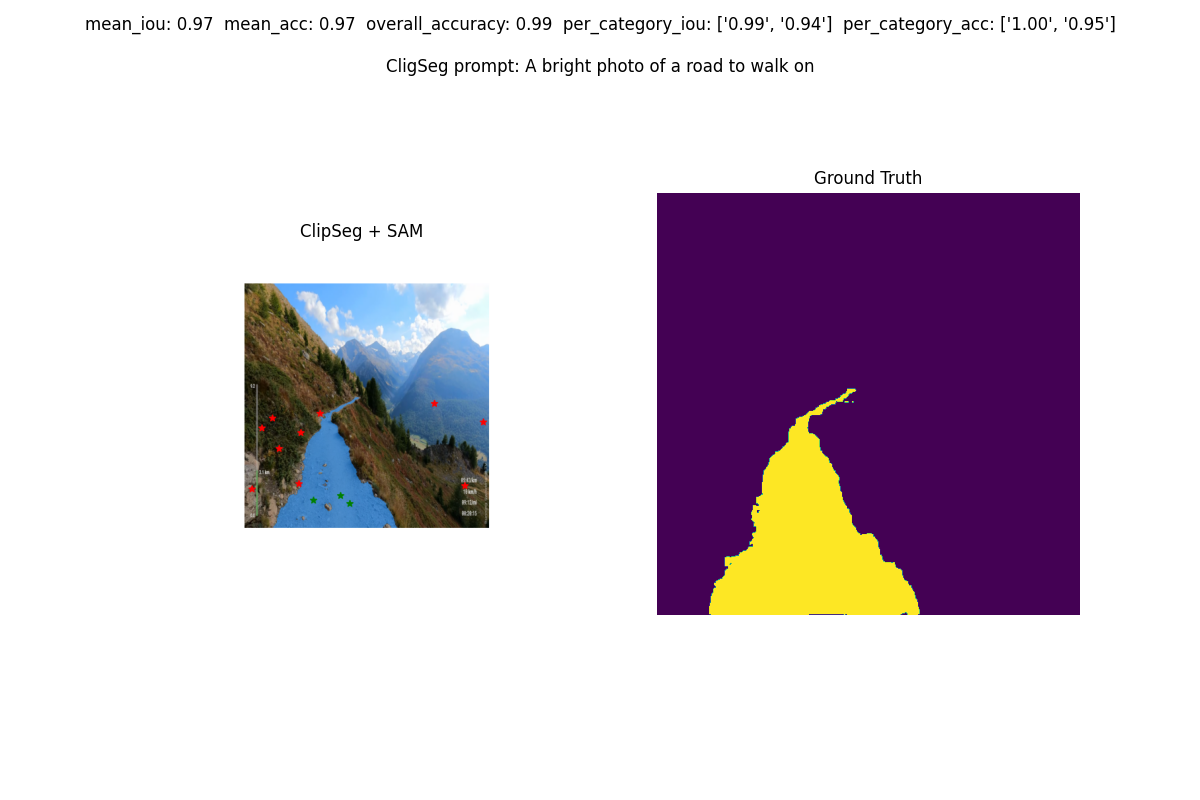 mean_iou: 0.97 mean_acc: 0.97 overall_accuracy: 0.99 per_category_iou: ['0.99', '0.94'] per_category_acc: ['1.00', '0.95']
CligSeg prompt: A bright photo of a road to walk on
Ground Truth
ClipSeg + SAM